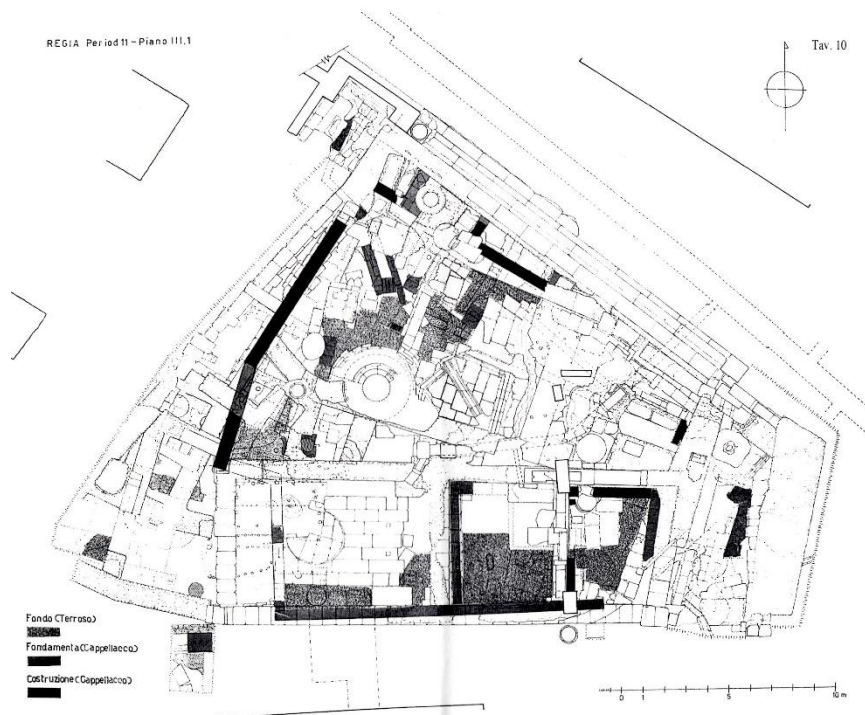 REGIA Period 11 - Piano III.1
Tav. 10
Fondo (Terroso)
Fondamenta (Cappellacco)
Costruzione (Cappellacco)
0 1 5 10 m